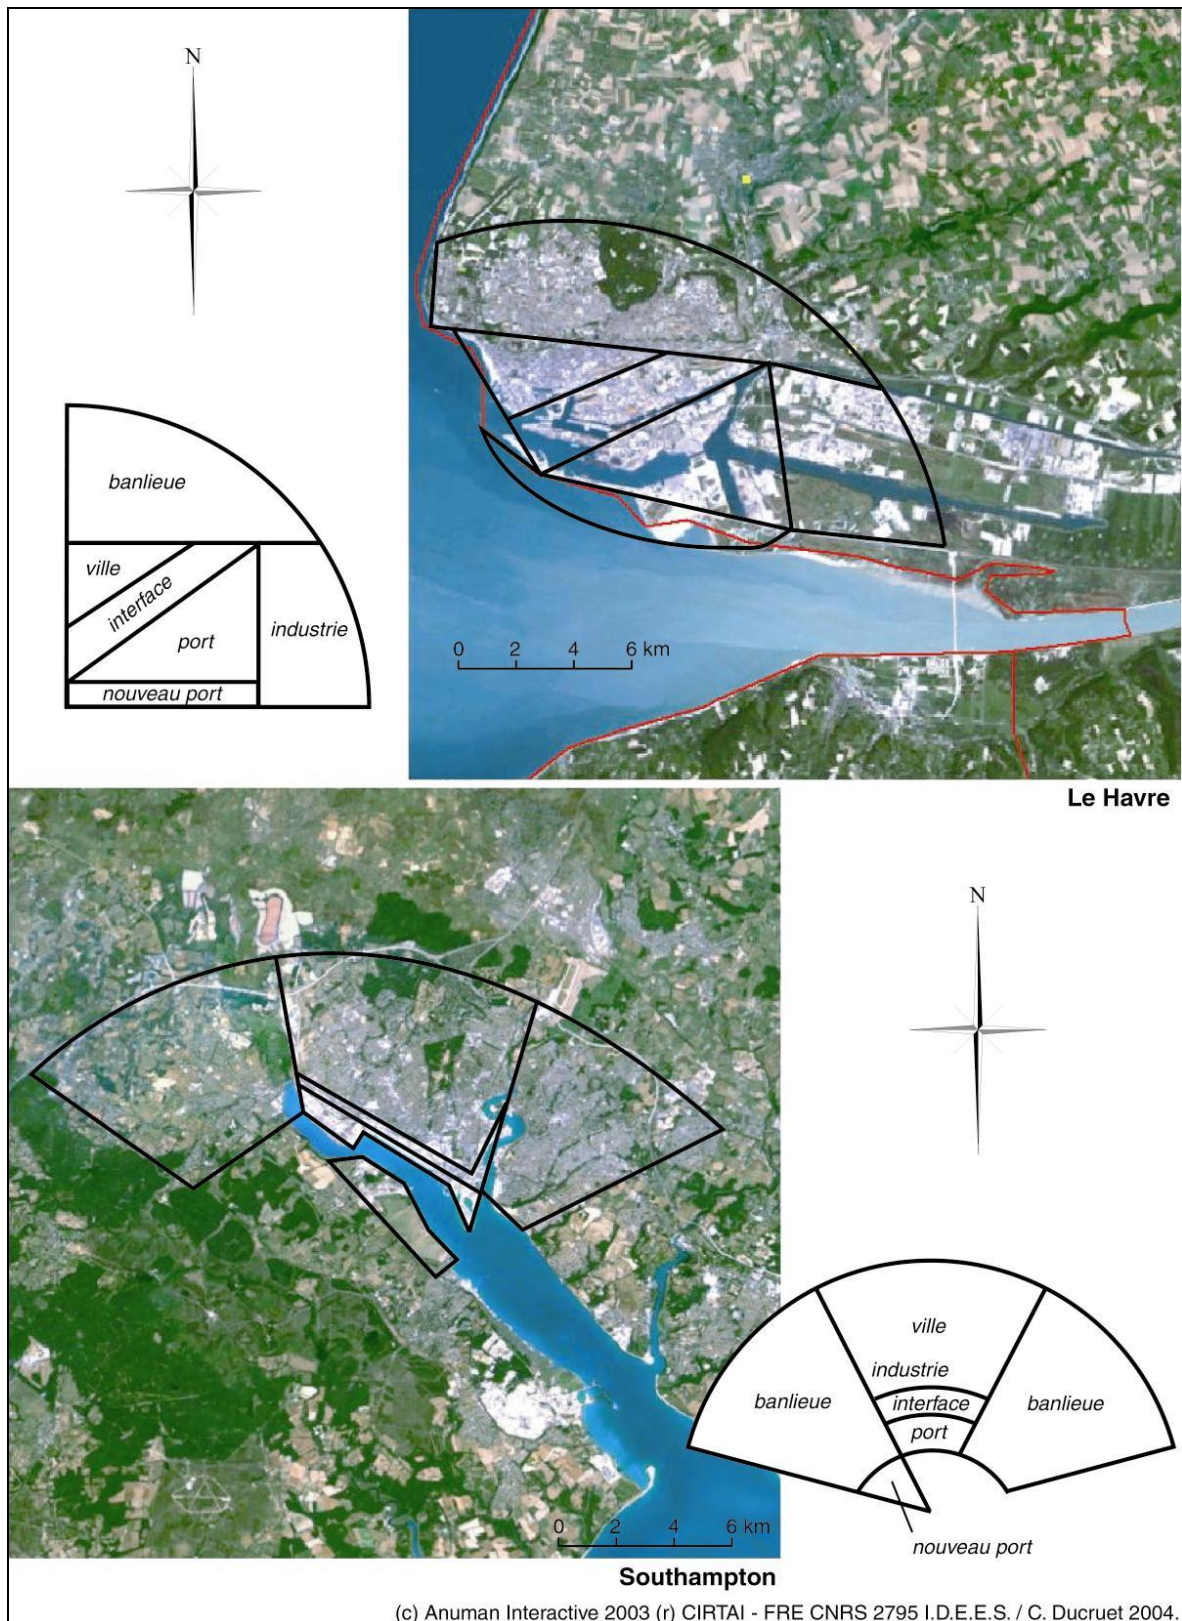 N
banlieue
ville
interface
port
industrie
nouveau port
0 2 4 6 km
Le Havre
N
ville
industrie
banlieue
interface
banlieue
port
nouveau port
0 2 4 6 km
Southampton
(c) Anuman Interactive 2003 (r) CIRTAI - FRE CNRS 2795 I.D.E.E.S. / C. Ducruet 2004.